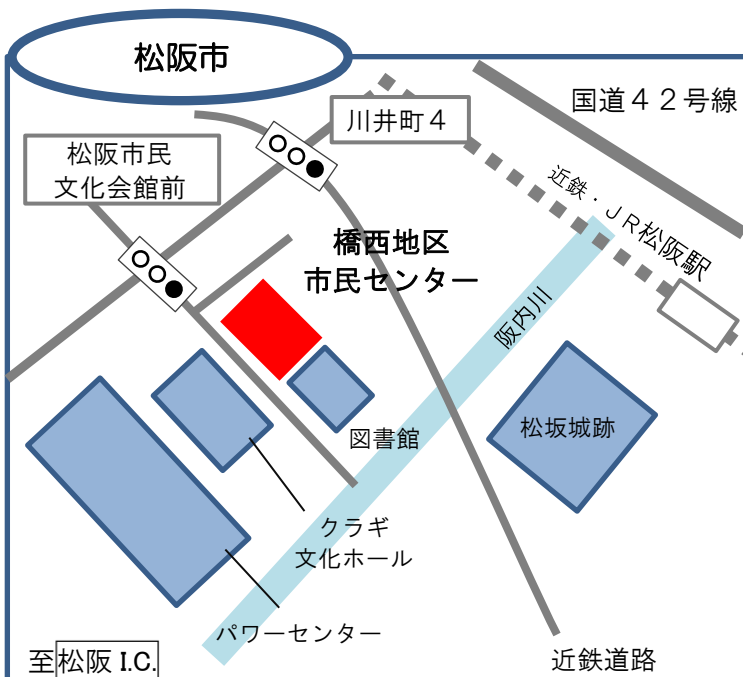 松阪市
国道４２号線
川井町４
松阪市民
文化会館前
近鉄・ＪＲ松阪駅
橋西地区
市民センター
阪内川
松坂城跡
図書館
クラギ
文化ホール
パワーセンター
至松阪 I.C.
近鉄道路